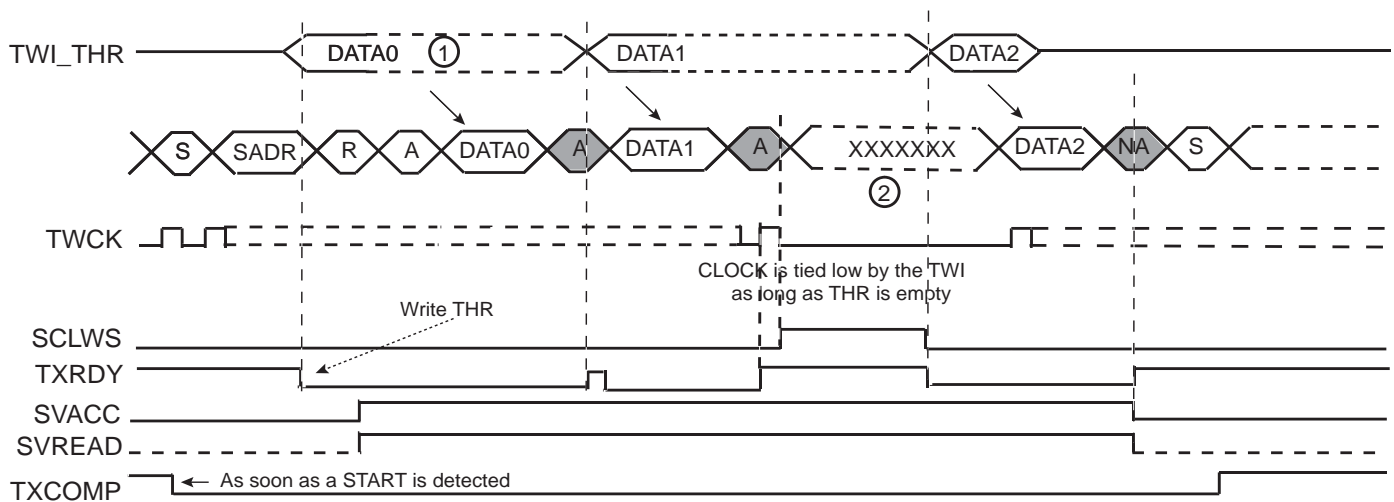 TWI_THR DATA0 1 DATA1 DATA2
S SADR R A DATA0 A DATA1 A XXXXXXX DATA2 NA S
2
TWCK
CLOCK is tied low by the TWI
as long as THR is empty
Write THR
SCLWS
TXRDY
SVACC
SVREAD
TXCOMP As soon as a START is detected